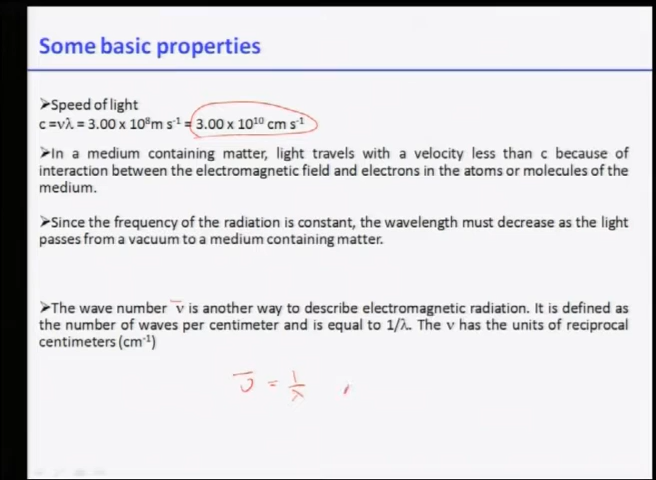 Some basic properties
➢Speed of light
c =νλ = 3.00 x 10⁸m s⁻¹ = 3.00 x 10¹⁰ cm s⁻¹
➢In a medium containing matter, light travels with a velocity less than c because of
interaction between the electromagnetic field and electrons in the atoms or molecules of the
medium.
➢Since the frequency of the radiation is constant, the wavelength must decrease as the light
passes from a vacuum to a medium containing matter.
➢The wave number ν̅ is another way to describe electromagnetic radiation. It is defined as
the number of waves per centimeter and is equal to 1/λ. The ν has the units of reciprocal
centimeters (cm⁻¹)
ν̅ = 1/λ